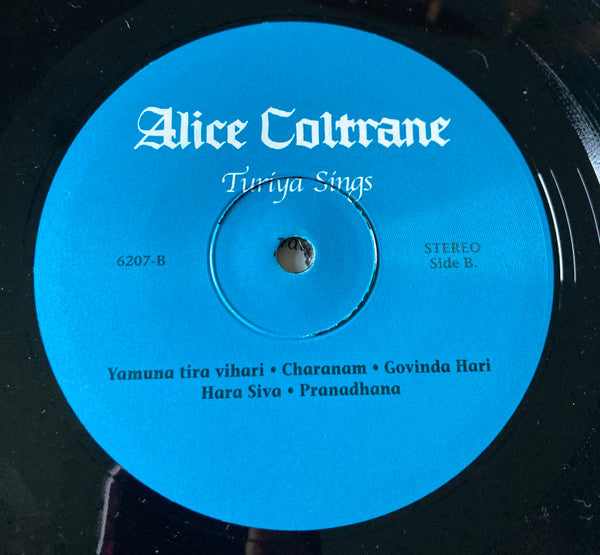 Alice Coltrane
Turiya Sings
6207-B
STEREO
Side B.
Yamuna tira vihari • Charanam • Govinda Hari
Hara Siva • Pranadhana